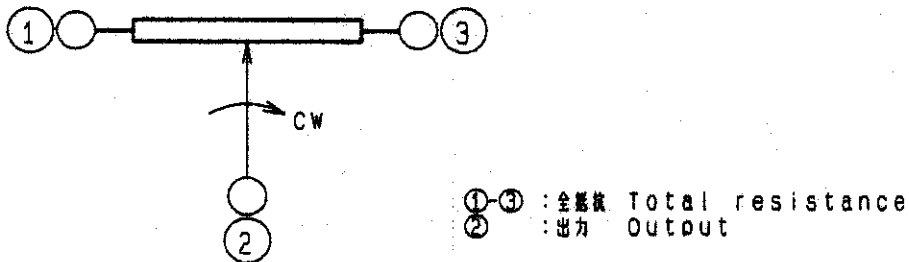 ① ③
CW
②
①-③ : 全抵抗 Total resistance
② : 出力 Output